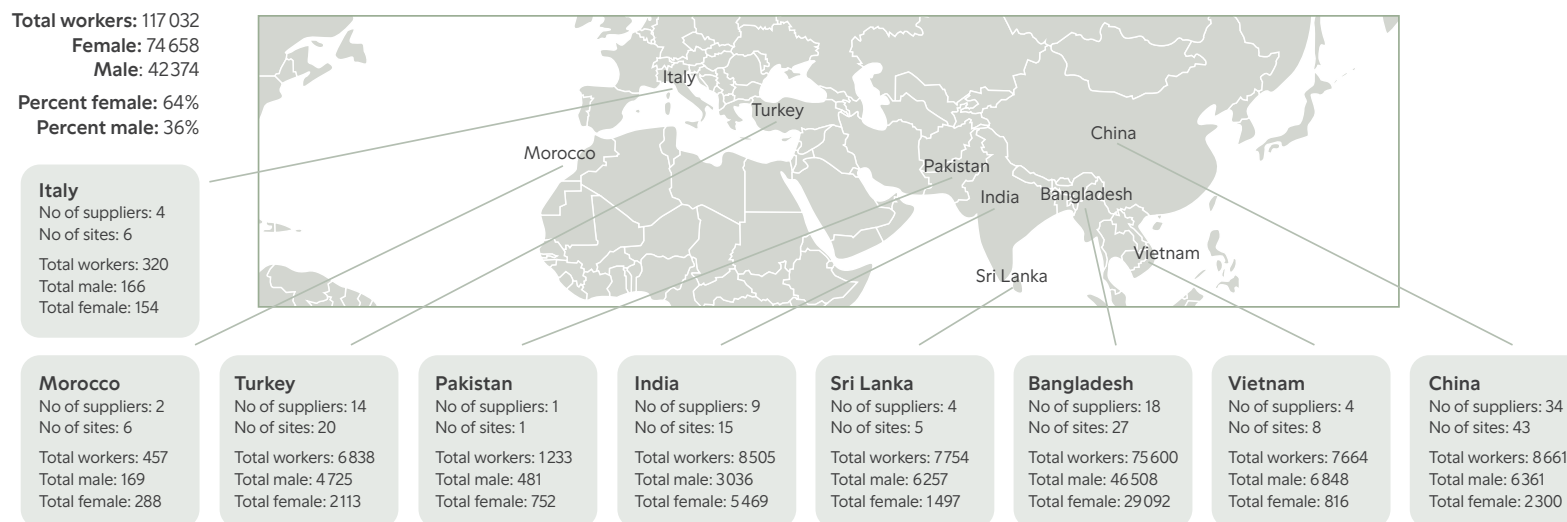 Total workers: 117 032
Female: 74 658
Male: 42 374
Percent female: 64%
Percent male: 36%
Italy
Turkey
China
Morocco
Pakistan
India
Bangladesh
Vietnam
Sri Lanka
Italy
No of suppliers: 4
No of sites: 6
Total workers: 320
Total male: 166
Total female: 154
Morocco
No of suppliers: 2
No of sites: 6
Total workers: 457
Total male: 169
Total female: 288
Turkey
No of suppliers: 14
No of sites: 20
Total workers: 6 838
Total male: 4 725
Total female: 2 113
Pakistan
No of suppliers: 1
No of sites: 1
Total workers: 1 233
Total male: 481
Total female: 752
India
No of suppliers: 9
No of sites: 15
Total workers: 8 505
Total male: 3 036
Total female: 5 469
Sri Lanka
No of suppliers: 4
No of sites: 5
Total workers: 7 754
Total male: 6 257
Total female: 1 497
Bangladesh
No of suppliers: 18
No of sites: 27
Total workers: 75 600
Total male: 46 508
Total female: 29 092
Vietnam
No of suppliers: 4
No of sites: 8
Total workers: 7 664
Total male: 6 848
Total female: 816
China
No of suppliers: 34
No of sites: 43
Total workers: 8 661
Total male: 6 361
Total female: 2 300